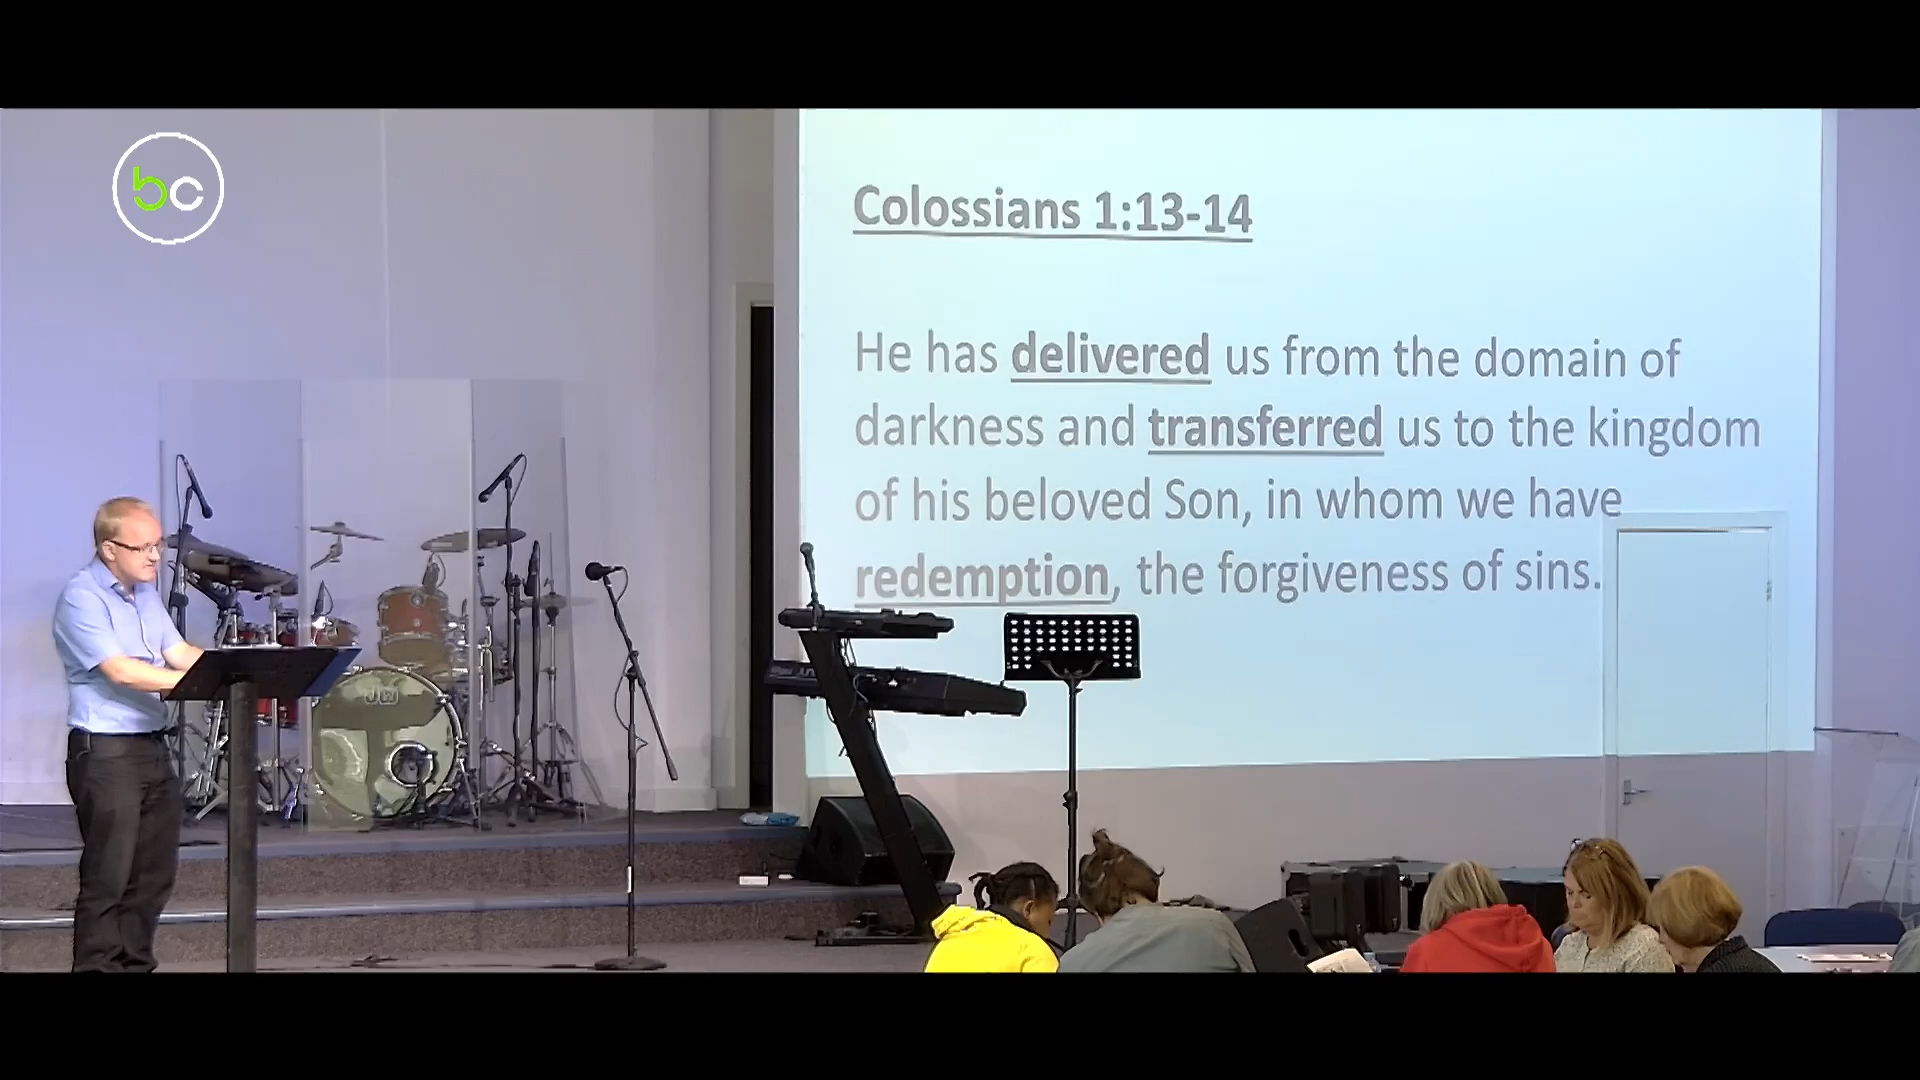 bc
Colossians 1:13-14
He has delivered us from the domain of
darkness and transferred us to the kingdom
of his beloved Son, in whom we have
redemption, the forgiveness of sins.